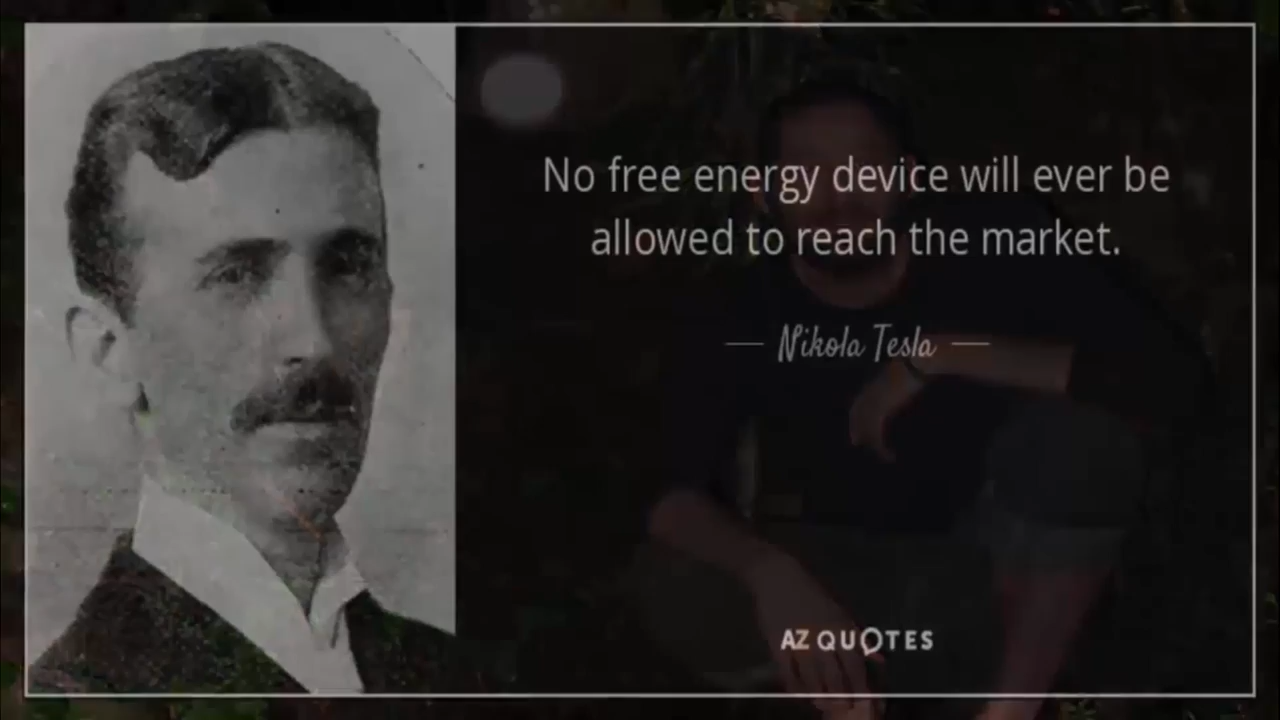 No free energy device will ever be
allowed to reach the market.
— Nikola Tesla —
AZ QUOTES